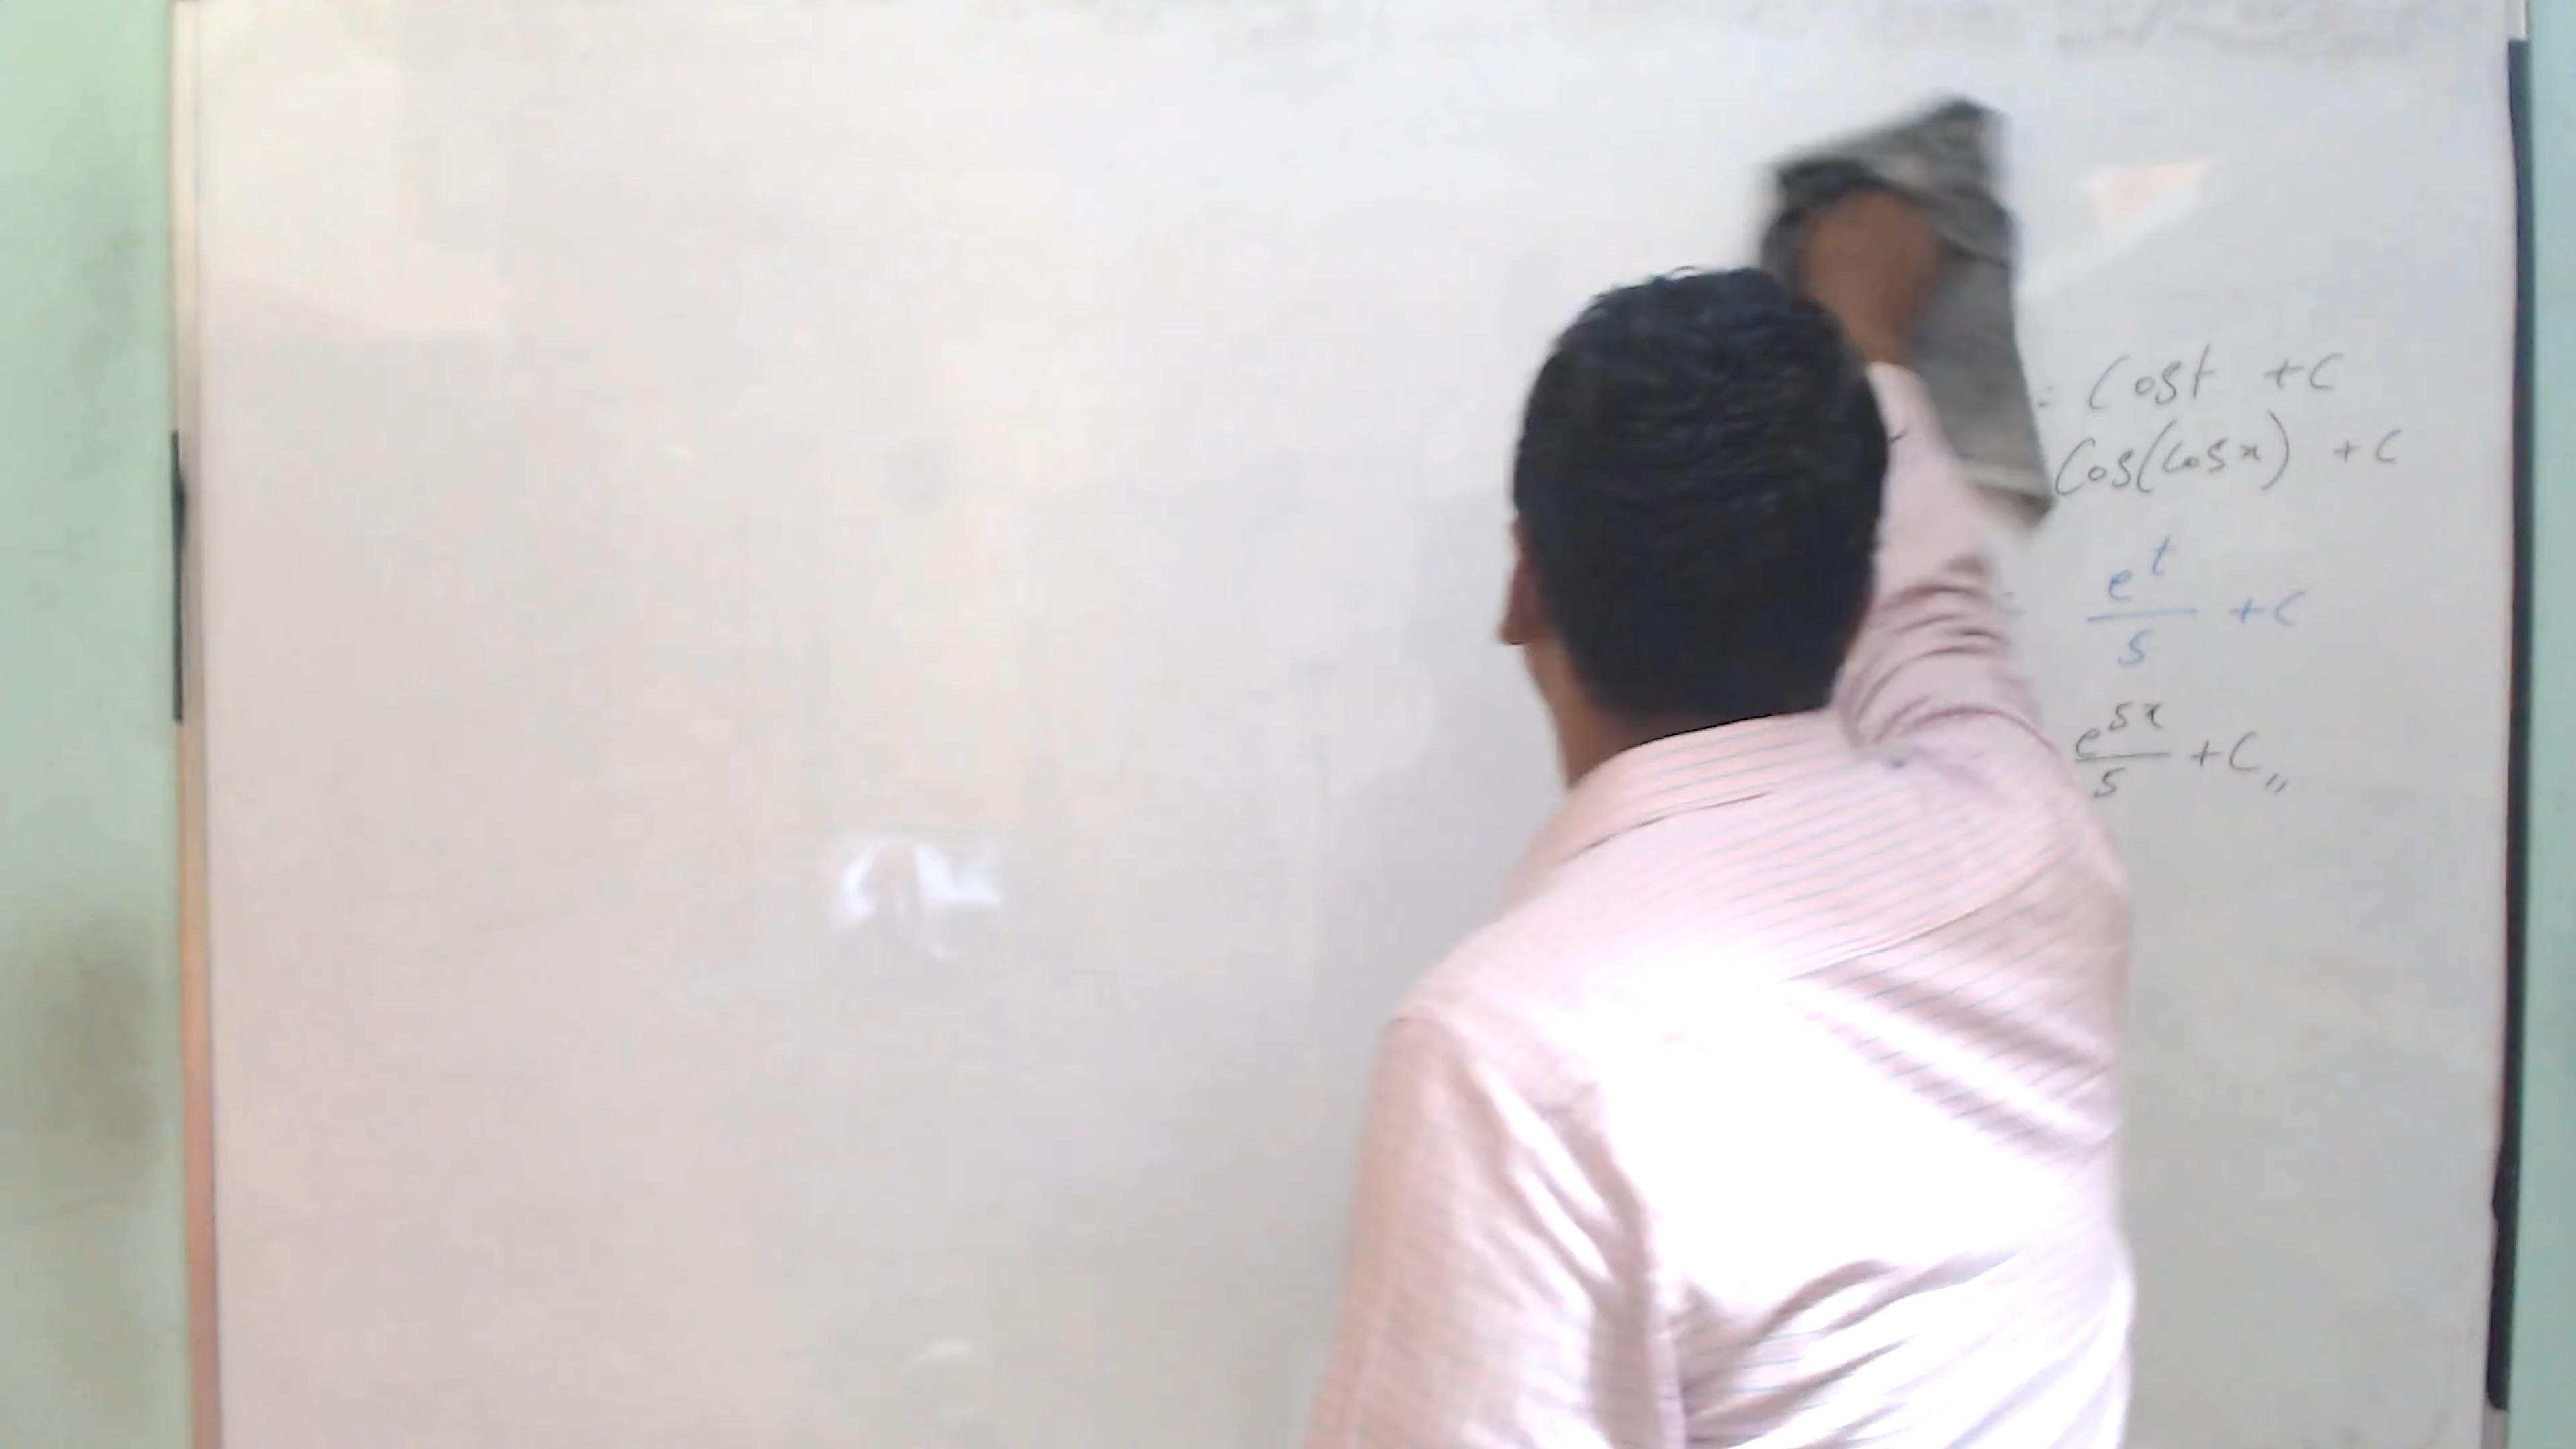 = Cost +C
Cos(Cosx) +C
= e^t/5 +C
e^5x/5 +C,,